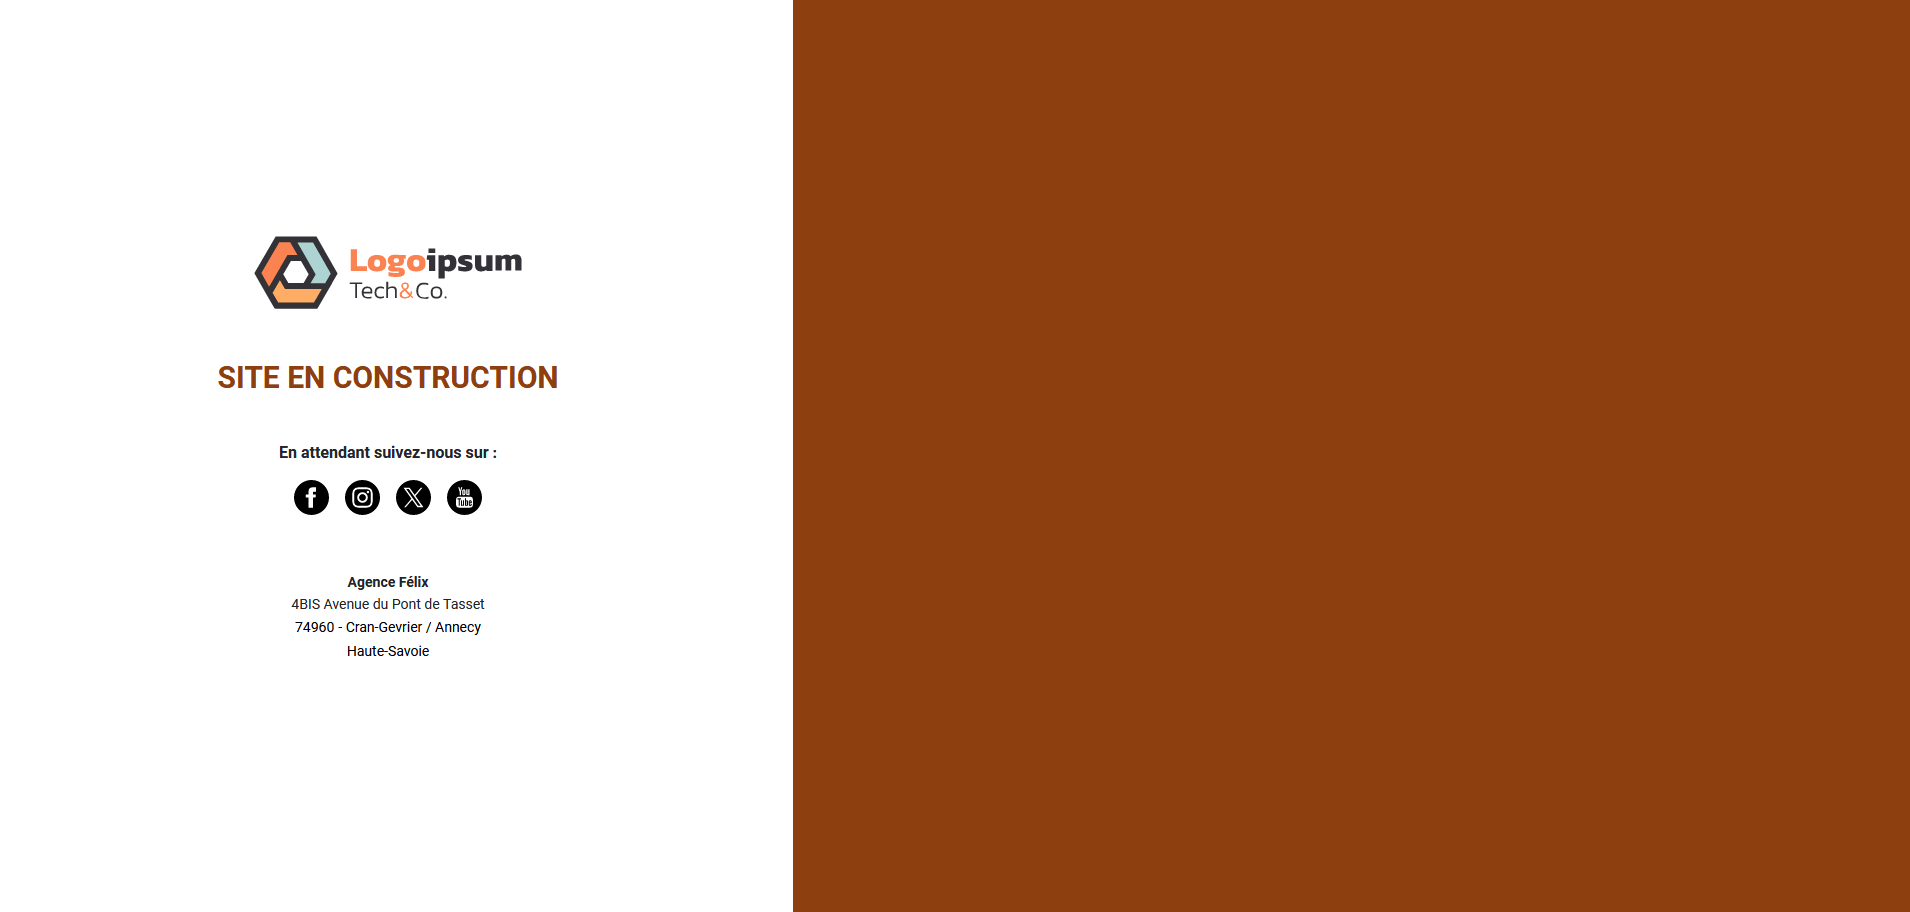 Logoipsum
Tech&Co.
SITE EN CONSTRUCTION
En attendant suivez-nous sur :
You
Tube
Agence Félix
4BIS Avenue du Pont de Tasset
74960 - Cran-Gevrier / Annecy
Haute-Savoie